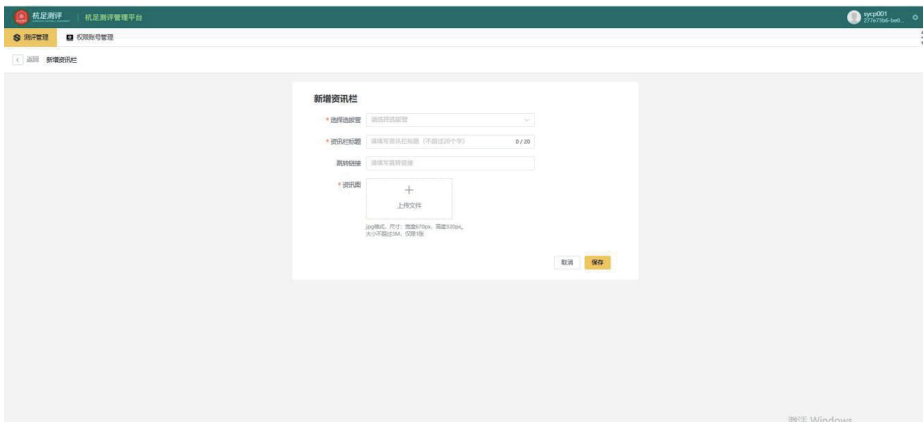 杭足测评 杭足测评管理平台
sycp001
测评管理 权限账号管理
返回 新增资讯栏
新增资讯栏
* 选择选拔营 请选择选拔营
* 资讯栏标题 请填写资讯栏标题（不超过20个字） 0 / 20
跳转链接 请填写跳转链接
* 资讯图
上传文件
jpg格式，尺寸：宽度670px，高度320px，
大小不超过3M，仅限1张
取消 保存
激活 Windows